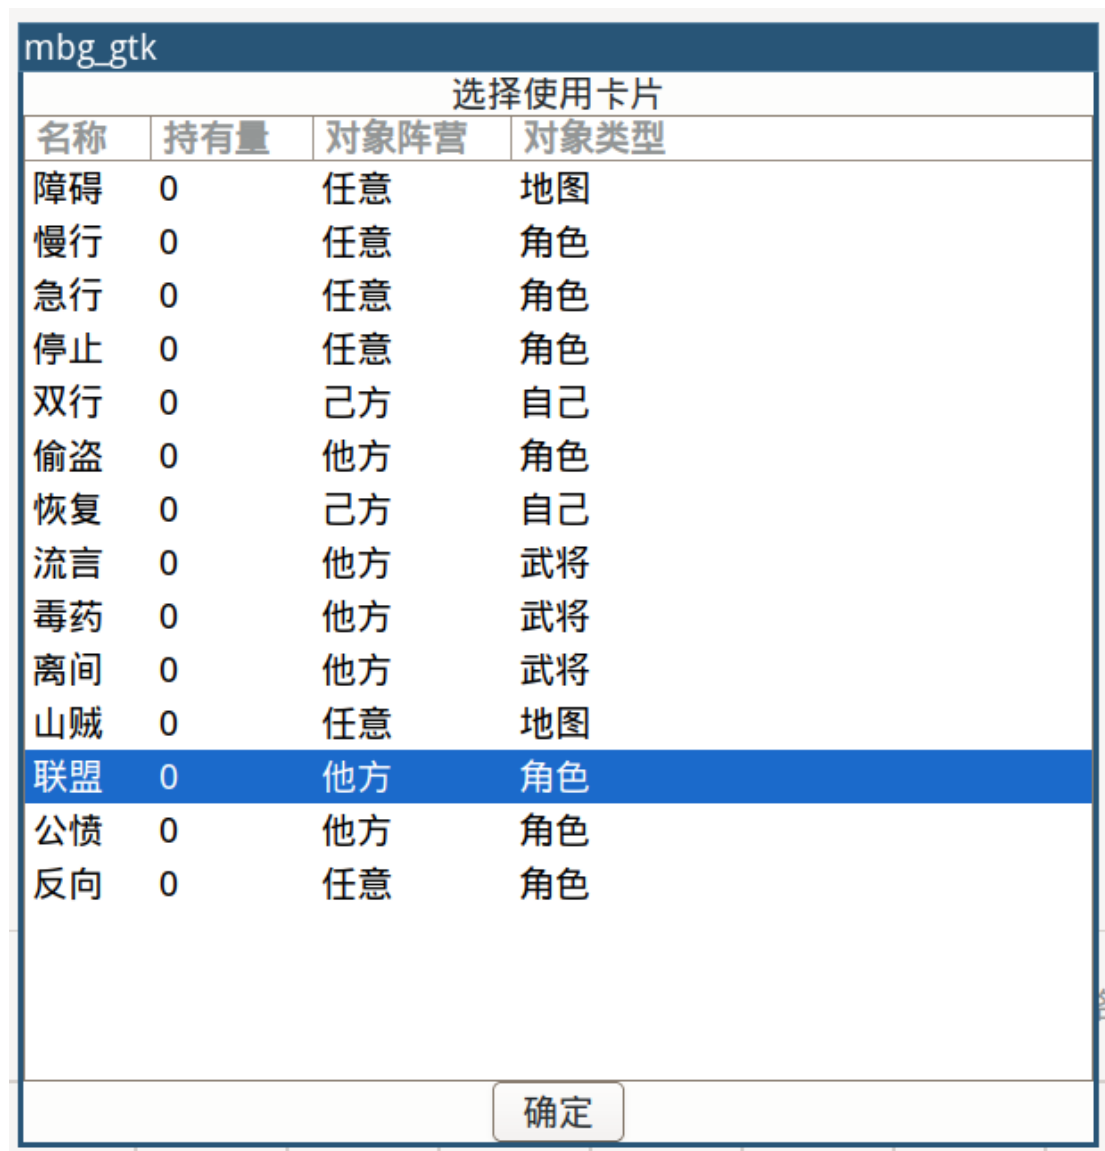 mbg_gtk
选择使用卡片
名称 持有量 对象阵营 对象类型
障碍 0 任意 地图
慢行 0 任意 角色
急行 0 任意 角色
停止 0 任意 角色
双行 0 己方 自己
偷盗 0 他方 角色
恢复 0 己方 自己
流言 0 他方 武将
毒药 0 他方 武将
离间 0 他方 武将
山贼 0 任意 地图
联盟 0 他方 角色
公愤 0 他方 角色
反向 0 任意 角色
确定